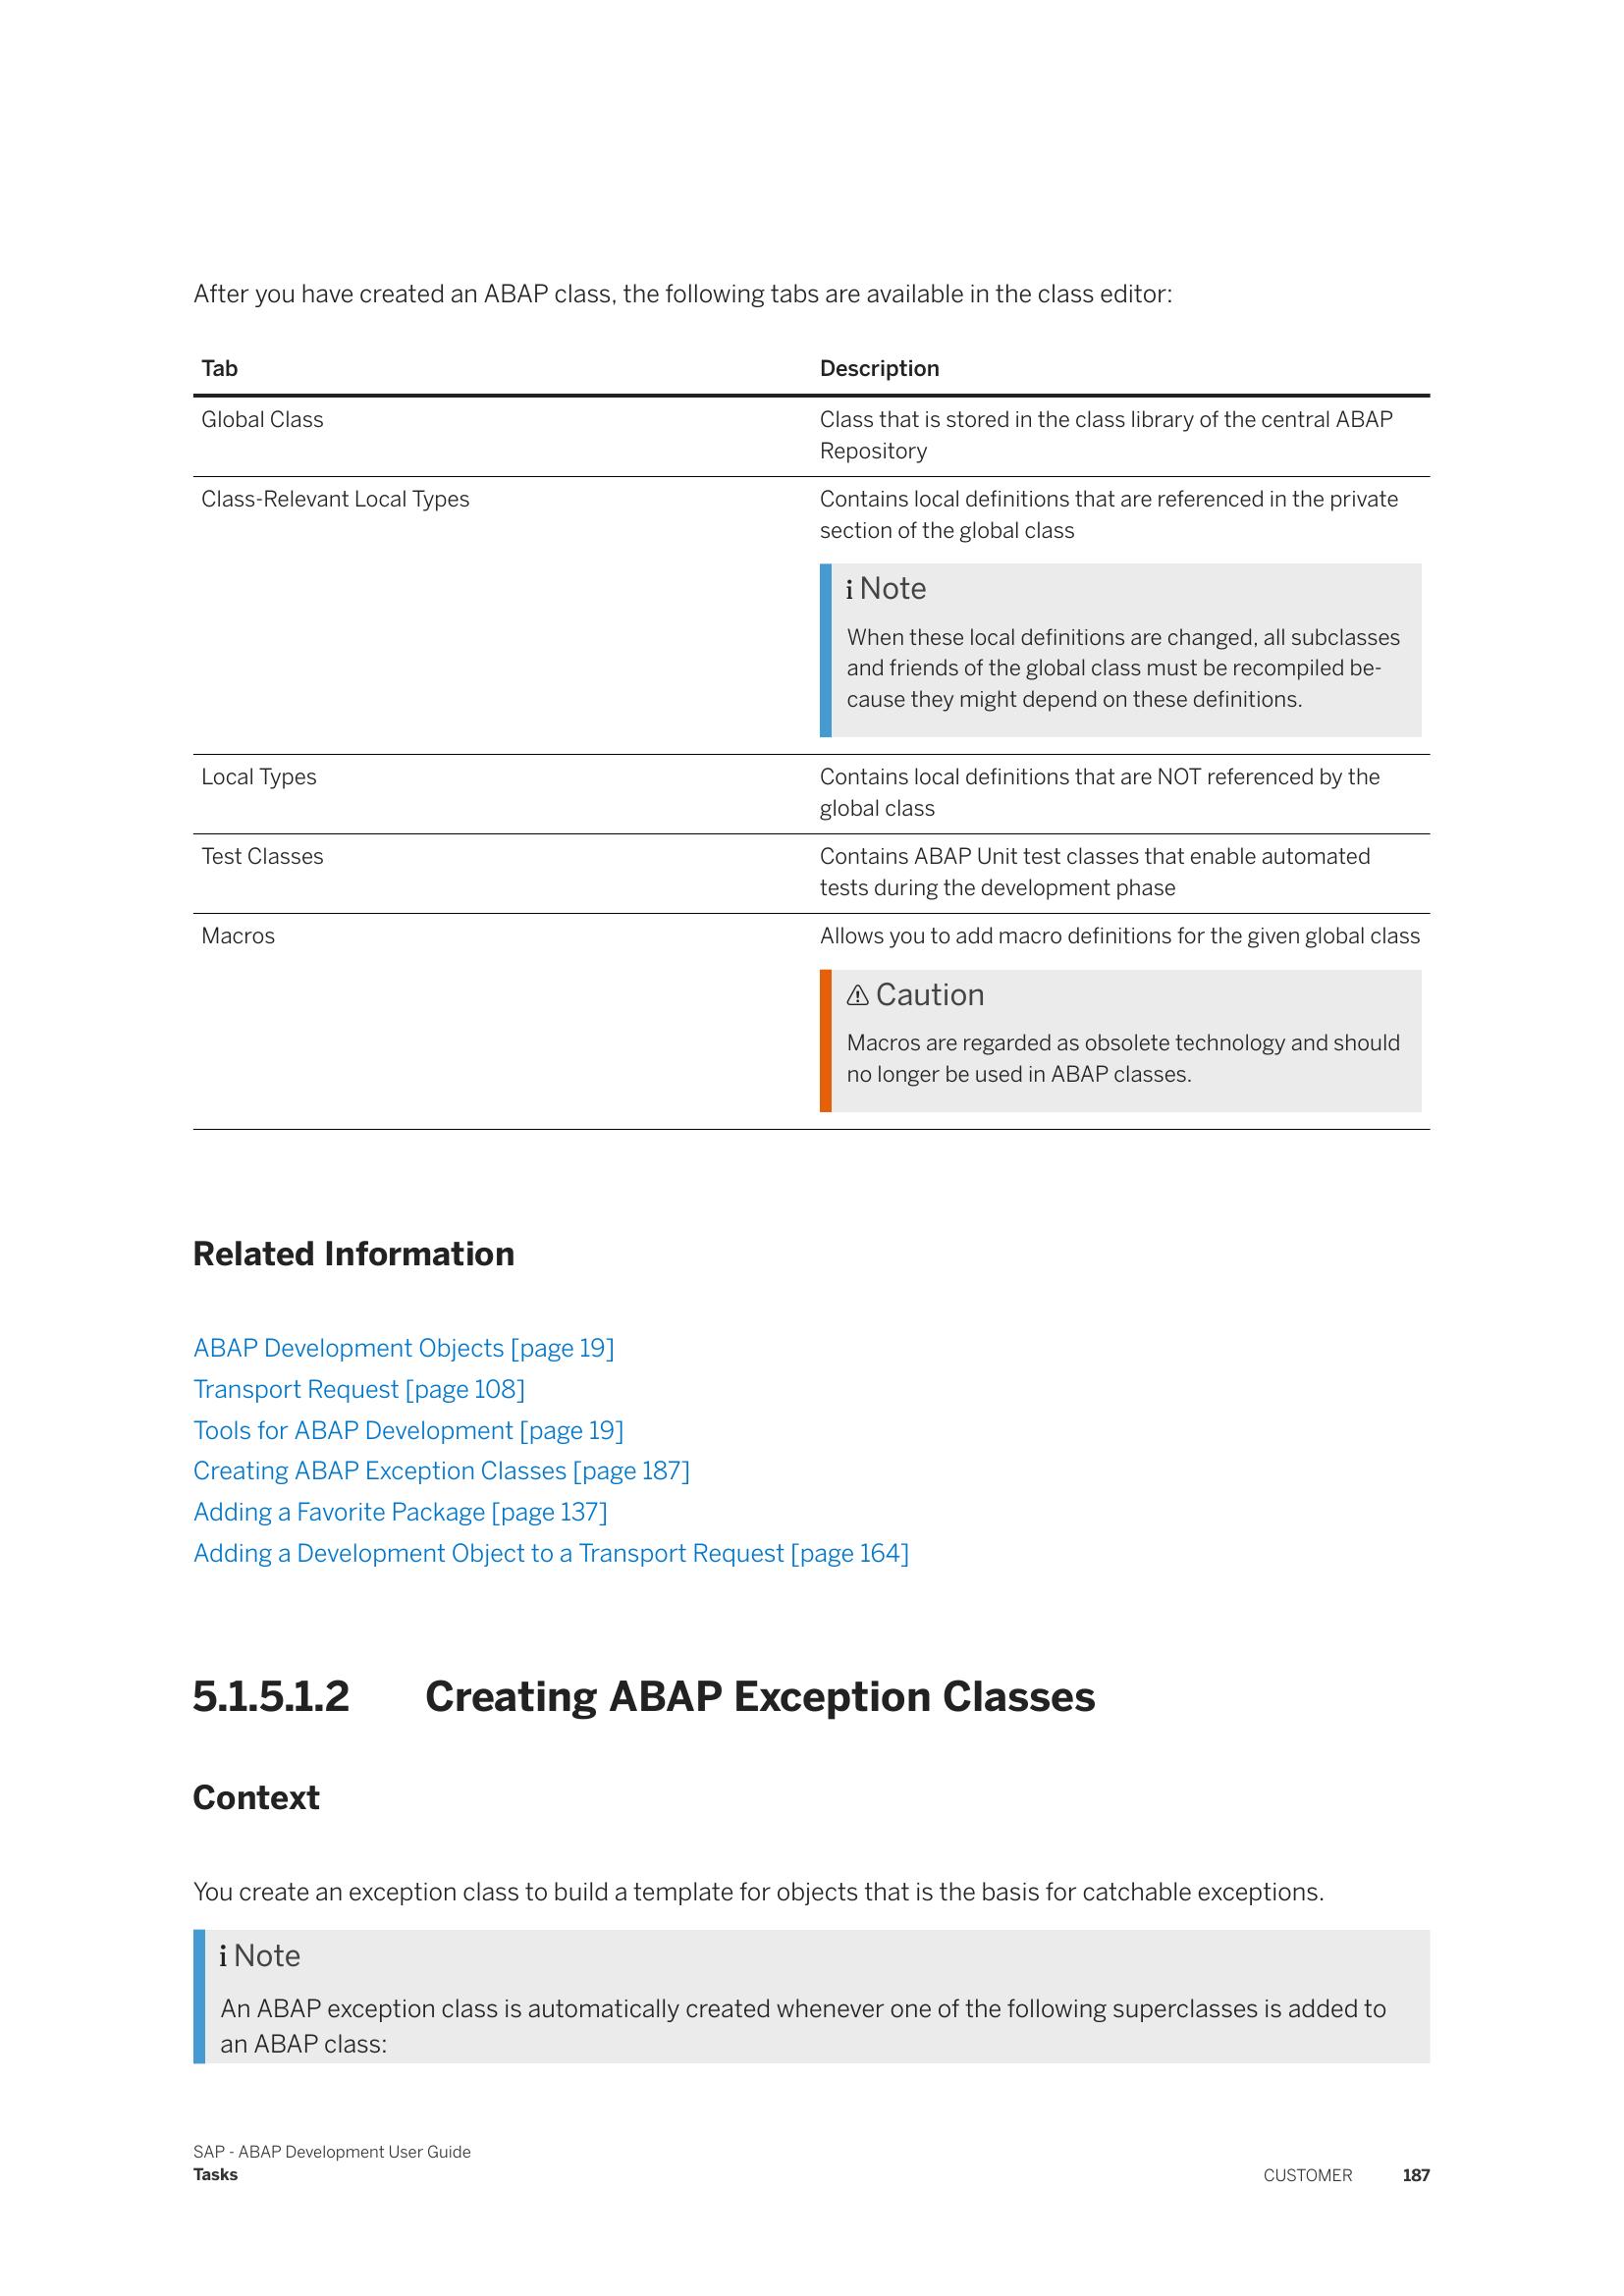 After you have created an ABAP class, the following tabs are available in the class editor:
Tab Description
Global Class Class that is stored in the class library of the central ABAP
Repository
Class-Relevant Local Types Contains local definitions that are referenced in the private
section of the global class
i Note
When these local definitions are changed, all subclasses
and friends of the global class must be recompiled be-
cause they might depend on these definitions.
Local Types Contains local definitions that are NOT referenced by the
global class
Test Classes Contains ABAP Unit test classes that enable automated
tests during the development phase
Macros Allows you to add macro definitions for the given global class
⚠ Caution
Macros are regarded as obsolete technology and should
no longer be used in ABAP classes.
Related Information
ABAP Development Objects [page 19]
Transport Request [page 108]
Tools for ABAP Development [page 19]
Creating ABAP Exception Classes [page 187]
Adding a Favorite Package [page 137]
Adding a Development Object to a Transport Request [page 164]
5.1.5.1.2 Creating ABAP Exception Classes
Context
You create an exception class to build a template for objects that is the basis for catchable exceptions.
i Note
An ABAP exception class is automatically created whenever one of the following superclasses is added to
an ABAP class:
SAP - ABAP Development User Guide
Tasks CUSTOMER 187